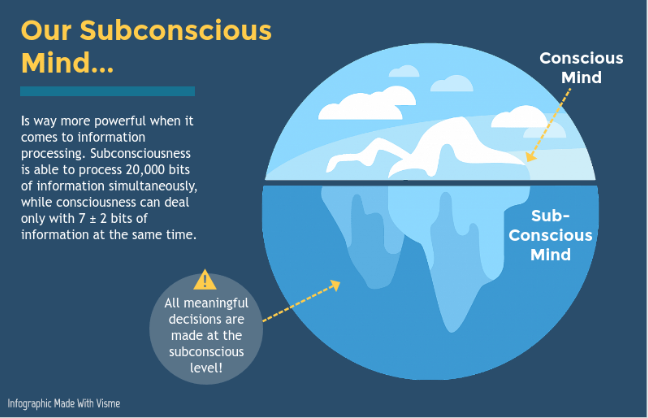 Our Subconscious
Mind...
Is way more powerful when it
comes to information
processing. Subconsciousness
is able to process 20,000 bits
of information simultaneously,
while consciousness can deal
only with 7 ± 2 bits of
information at the same time.
Conscious
Mind
Sub-
Conscious
Mind
!
All meaningful
decisions are
made at the
subconscious
level!
Infographic Made With Visme